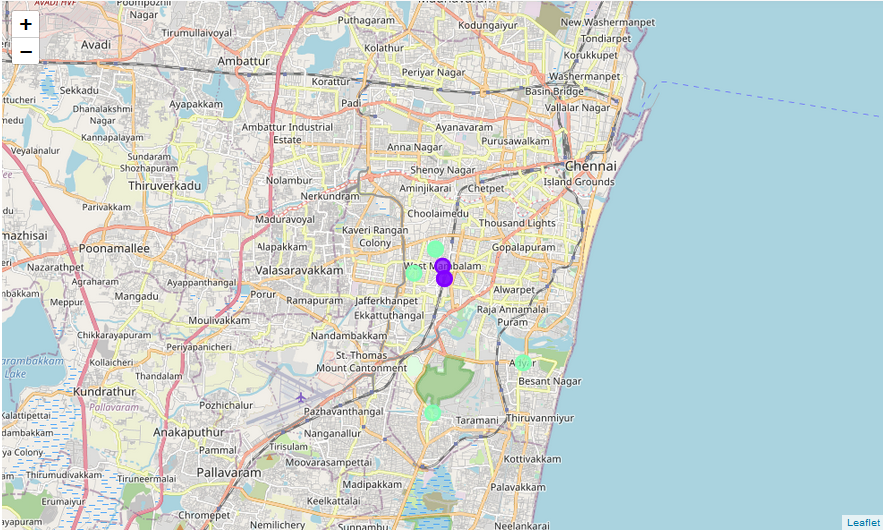 AVADI HVF
Poompozhil
Nagar
Puthagaram
Kodungaiyur
New Washermanpet
Tondiarpet
+
−
Tirumullaivoyal
Avadi
Kolathur
Korukkupet
Ambattur
Periyar Nagar
Washermanpet
Korattur
Basin Bridge
Sekkadu
Ayapakkam
Padi
Vallalar Nagar
Dhanalakshmi
Nagar
Ambattur Industrial
Estate
Ayanavaram
Kannapalayam
Purusawalkam
Veyalanalur
Anna Nagar
Sundaram
Shozhapuram
Shenoy Nagar
Chennai
Thiruverkadu
Nolambur
Aminjikarai
Chetpet
Island Grounds
Nerkundram
Parivakkam
Maduravoyal
Choolaimedu
Thousand Lights
Kaveri Rangan
Colony
Poonamallee
Alapakkam
Gopalapuram
Nazarathpet
Valasaravakkam
West Mambalam
Agraharam
Ayappanthangal
Meppur
Mangadu
Porur
Ramapuram
Jafferkhanpet
Alwarpet
Ekkattuthangal
Raja Annamalai
Puram
Moulivakkam
Chikkarayapuram
Nandambakkam
Periyapanicheri
Kollaicheri
St. Thomas
Mount Cantonment
Adyar
Lake
Thandalam
Besant Nagar
Kundrathur
Pallavaram
Pozhichalur
Pazhavanthangal
Taramani
Thiruvanmiyur
Kalattipettai
Anakaputhur
Nanganallur
Pammal
Tirusulam
Moovarasampettai
Kottivakkam
Tirumudivakkam
Tiruneermalai
Pallavaram
Madipakkam
Palavakkam
Erumaiyur
Keelkattalai
Chromepet
Nemilichery
Sunnambu
Neelankarai
Leaflet